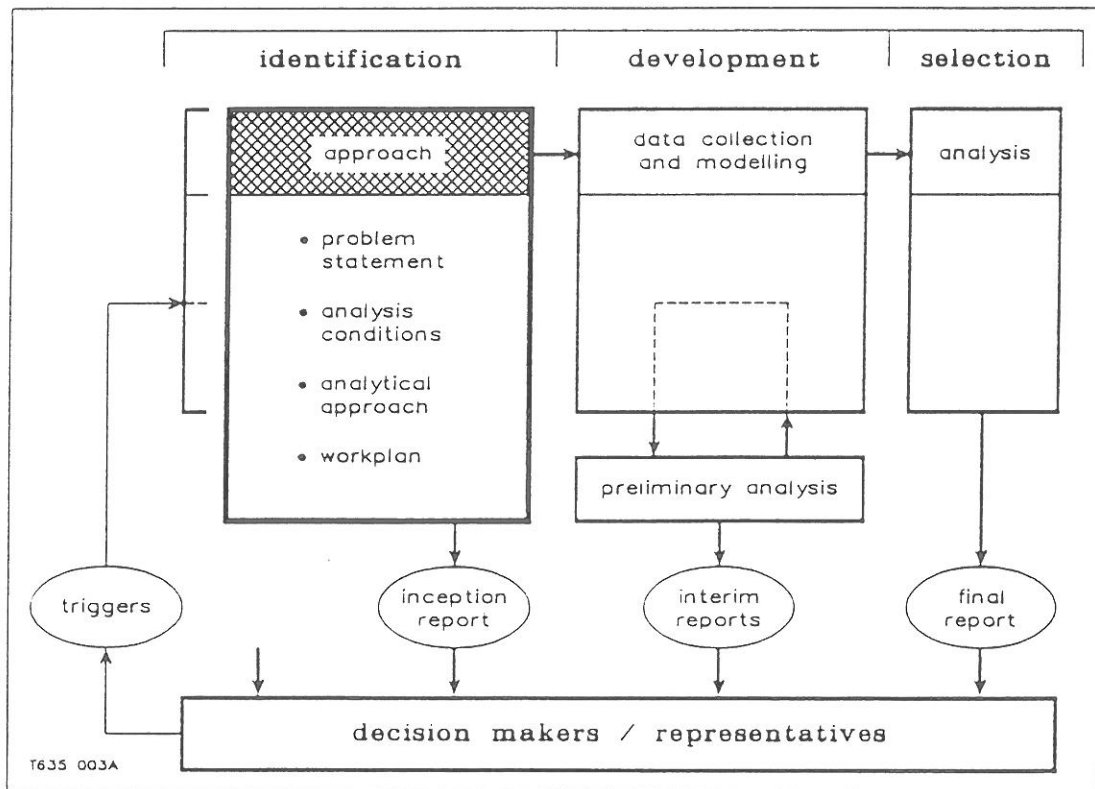 identification
development
selection
approach
data collection
and modelling
analysis
• problem
statement
• analysis
conditions
• analytical
approach
• workplan
preliminary analysis
triggers
inception
report
interim
reports
final
report
decision makers / representatives
T635 003A